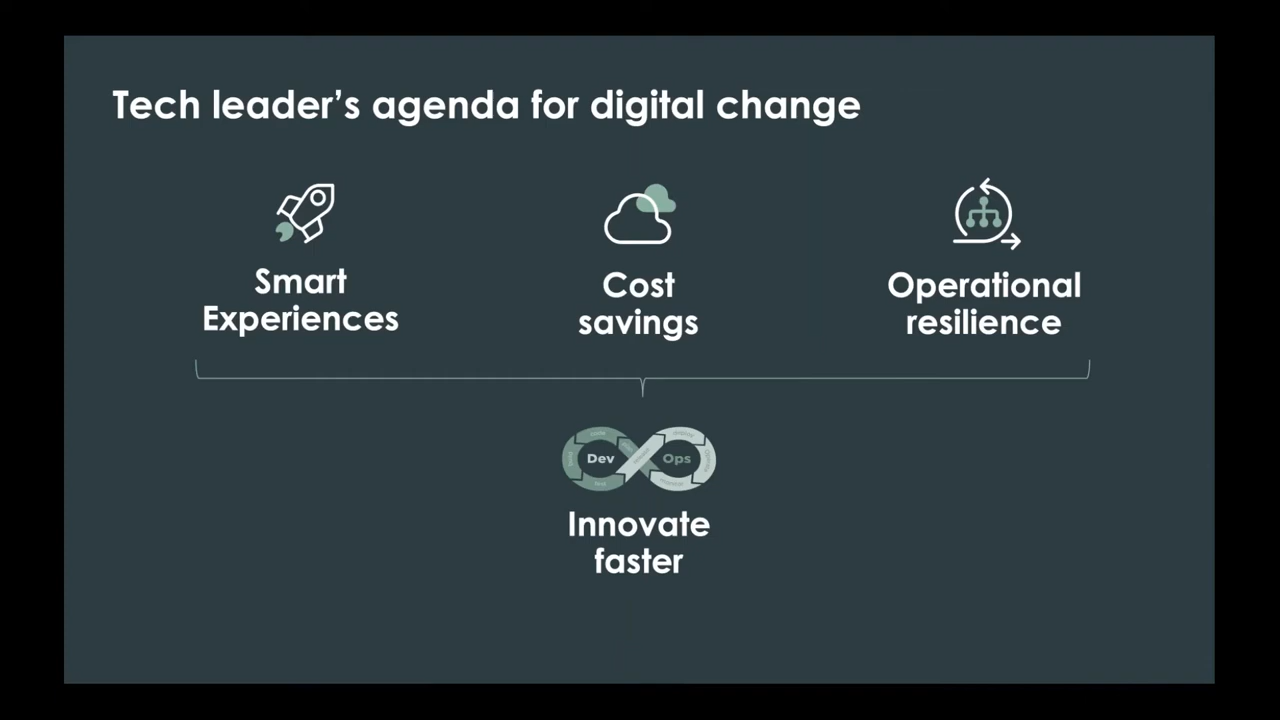 Tech leader’s agenda for digital change
Smart
Experiences
Cost
savings
Operational
resilience
Dev
Ops
Innovate
faster